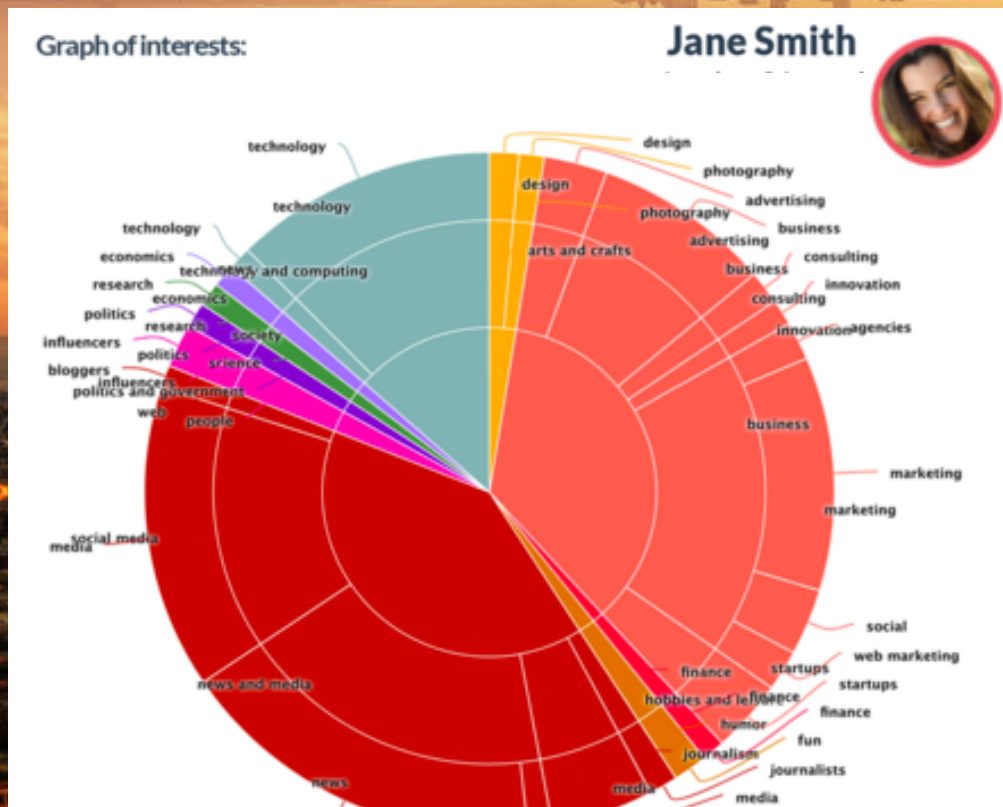 Graph of interests:
Jane Smith
technology
design
photography
advertising
business
design
technology
photography
arts and crafts
advertising
business
consulting
consulting
innovation
innovation
agencies
technology
economics
technology and computing
news
research
economics
politics
research
society
influencers
politics
science
bloggers
influencers
politics and government
web
people
business
marketing
marketing
social media
media
social
web marketing
startups
startups
finance
news and media
hobbies and leisure
finance
finance
humor
fun
journalism
journalists
news
media
media